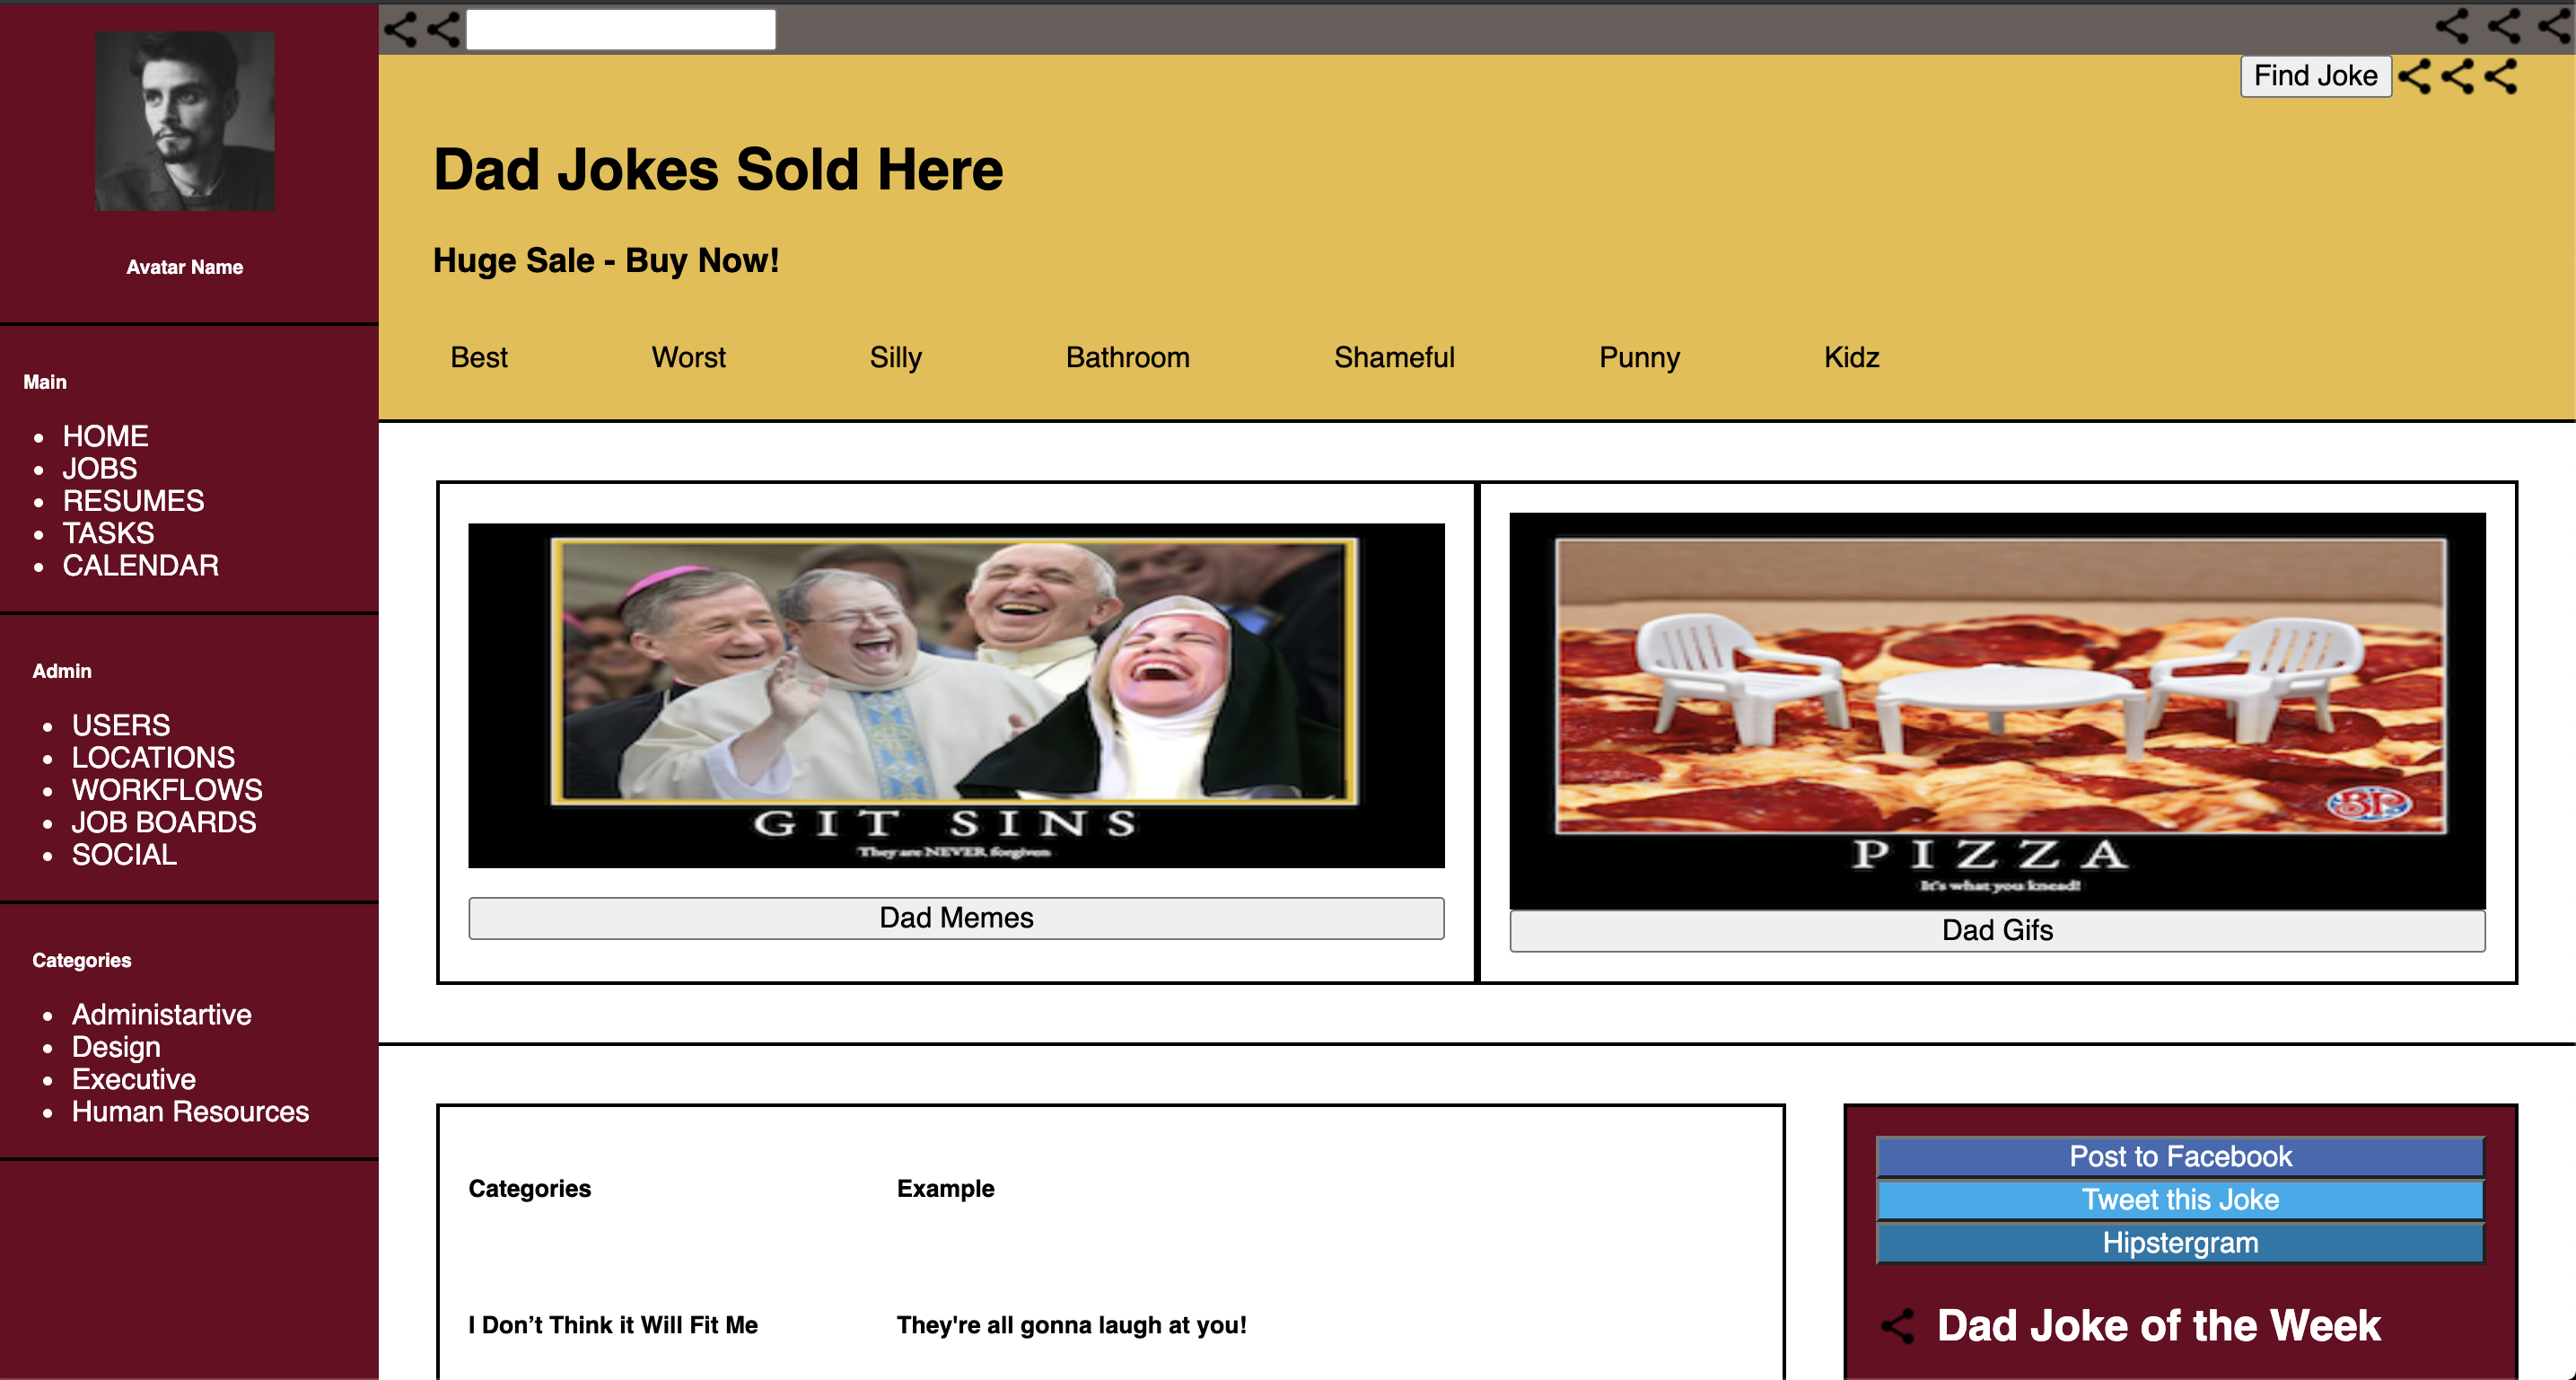 Avatar Name
Main
HOME
JOBS
RESUMES
TASKS
CALENDAR
Admin
USERS
LOCATIONS
WORKFLOWS
JOB BOARDS
SOCIAL
Categories
Administartive
Design
Executive
Human Resources
Find Joke
Dad Jokes Sold Here
Huge Sale - Buy Now!
Best Worst Silly Bathroom Shameful Punny Kidz
GIT SINS
They are NEVER forgiven
Dad Memes
BP
PIZZA
It's what you knead!
Dad Gifs
Categories Example
I Don’t Think it Will Fit Me They're all gonna laugh at you!
Post to Facebook
Tweet this Joke
Hipstergram
Dad Joke of the Week